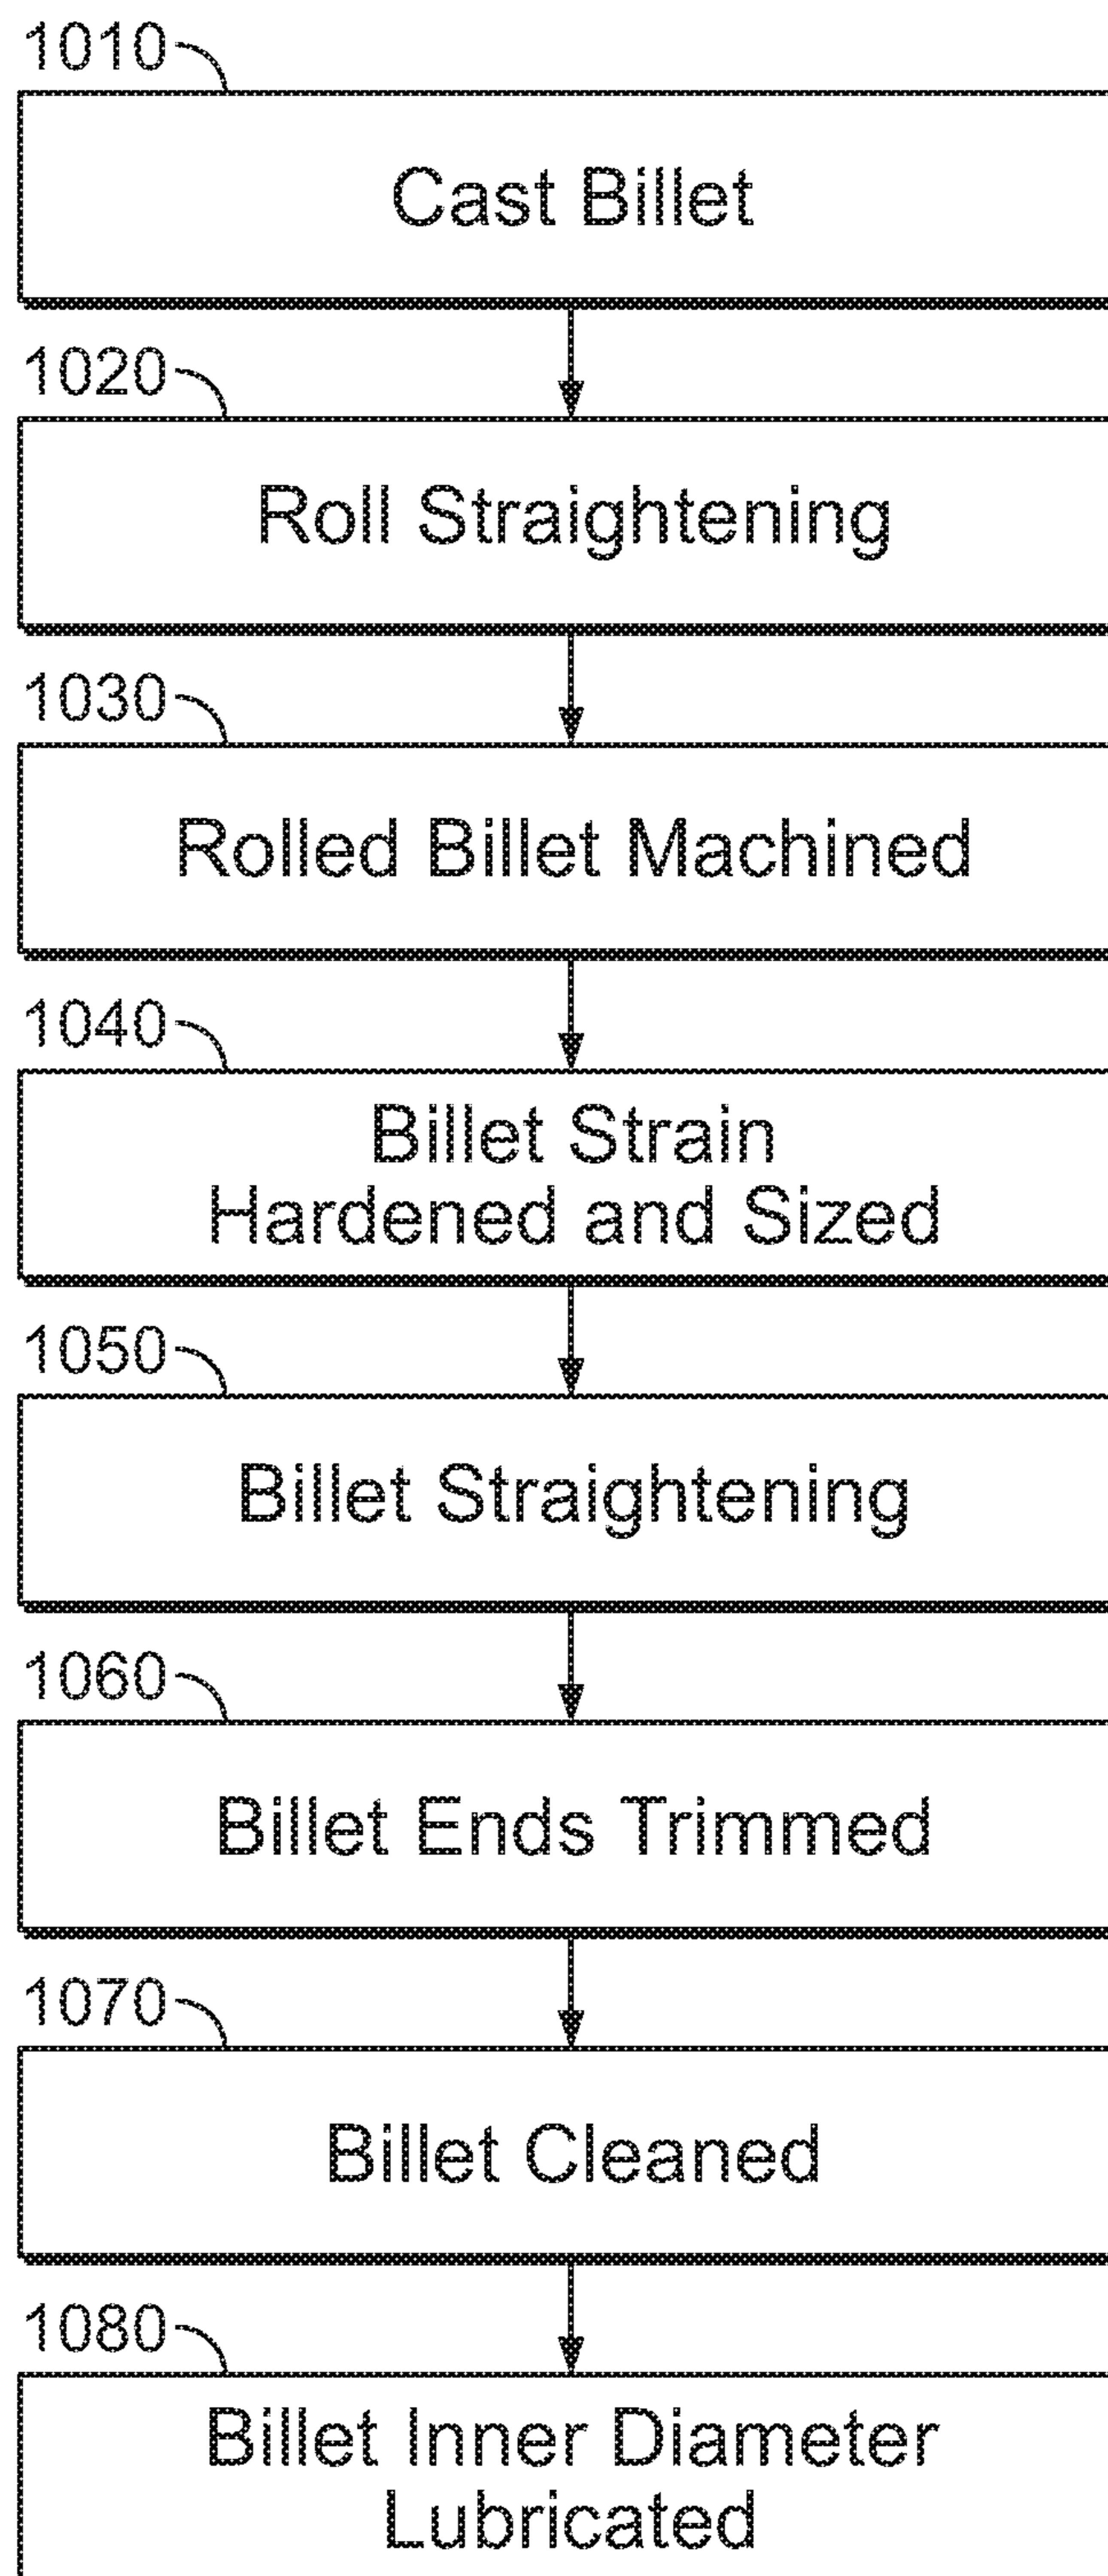 1010
Cast Billet
1020
Roll Straightening
1030
Rolled Billet Machined
1040
Billet Strain
Hardened and Sized
1050
Billet Straightening
1060
Billet Ends Trimmed
1070
Billet Cleaned
1080
Billet Inner Diameter
Lubricated